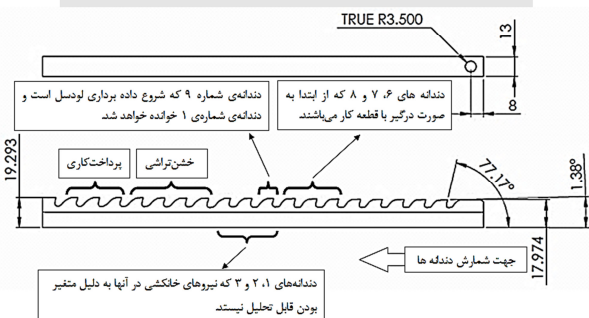 TRUE R3.500
13
8
دندانه‌ی شماره ۹ که شروع داده برداری لودسل است و
دندانه‌ی شماره‌ی ۱ خوانده خواهد شد.
دندانه های ۶، ۷ و ۸ که از ابتدا به
صورت درگیر با قطعه کار می‌باشند.
پرداخت‌کاری
خشن‌تراشی
19.293
77.17°
1.38°
17.974
جهت شمارش دندانه ها
دندانه‌های ۱، ۲ و ۳ که نیروهای خانکشی در آنها به دلیل متغیر
بودن قابل تحلیل نیستند.